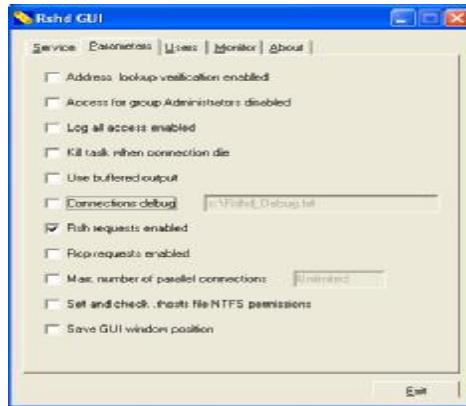 Rshd GUI
Service Parameters Users Monitor About
Address lookup verification enabled
Access for group Administrators disabled
Log all access enabled
Kill task when connection die
Use buffered output
Connections debug c:\Rshd_Debug.txt
Rsh requests enabled
Rcp requests enabled
Max. number of parallel connections Unlimited
Set and check .rhosts file NTFS permissions
Save GUI window position
Exit